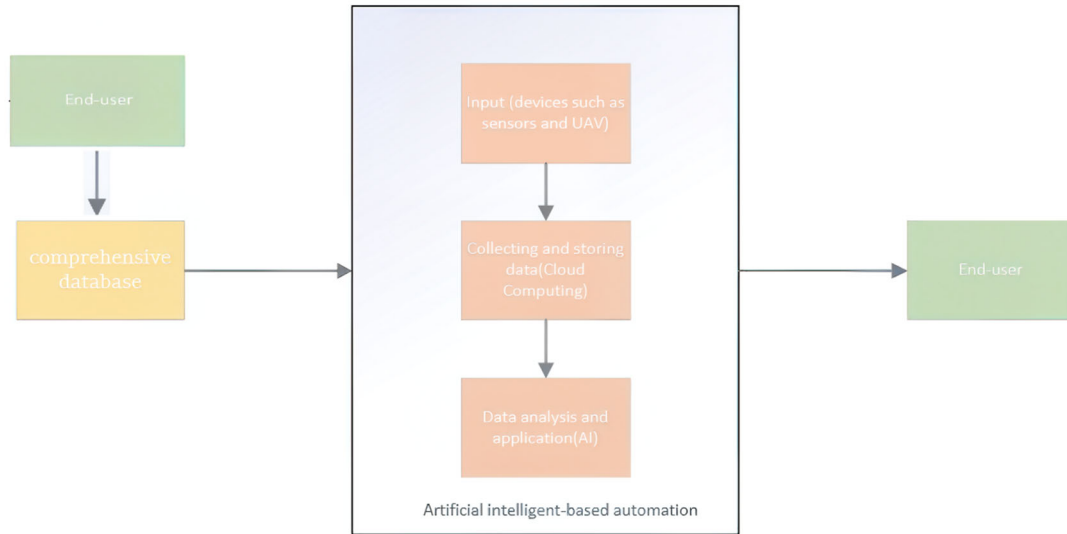 End-user
comprehensive
database
Input (devices such as
sensors and UAV)
Collecting and storing
data(Cloud
Computing)
Data analysis and
application(AI)
Artificial intelligent-based automation
End-user